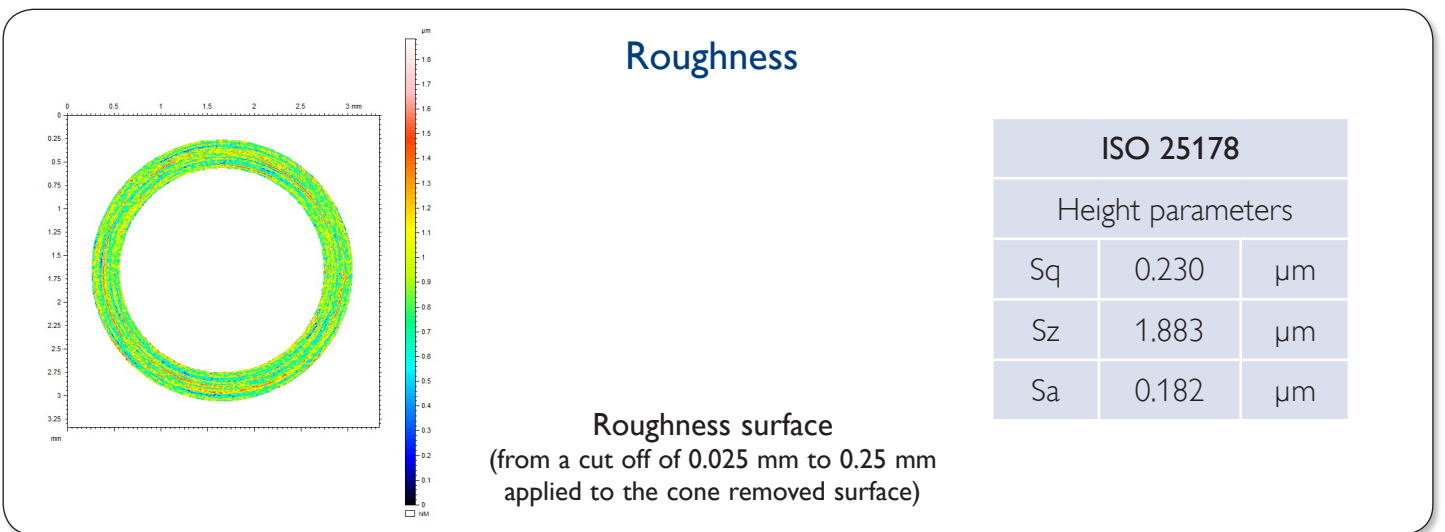 Roughness
µm
1.8
1.7
1.6
1.5
1.4
1.3
1.2
1.1
1
0.9
0.8
0.7
0.6
0.5
0.4
0.3
0.2
0.1
0
NM
0 0.5 1 1.5 2 2.5 3 mm
0
0.25
0.5
0.75
1
1.25
1.5
1.75
2
2.25
2.5
2.75
3
3.25
mm
Roughness surface
(from a cut off of 0.025 mm to 0.25 mm
applied to the cone removed surface)
ISO 25178
Height parameters
Sq 0.230 µm
Sz 1.883 µm
Sa 0.182 µm